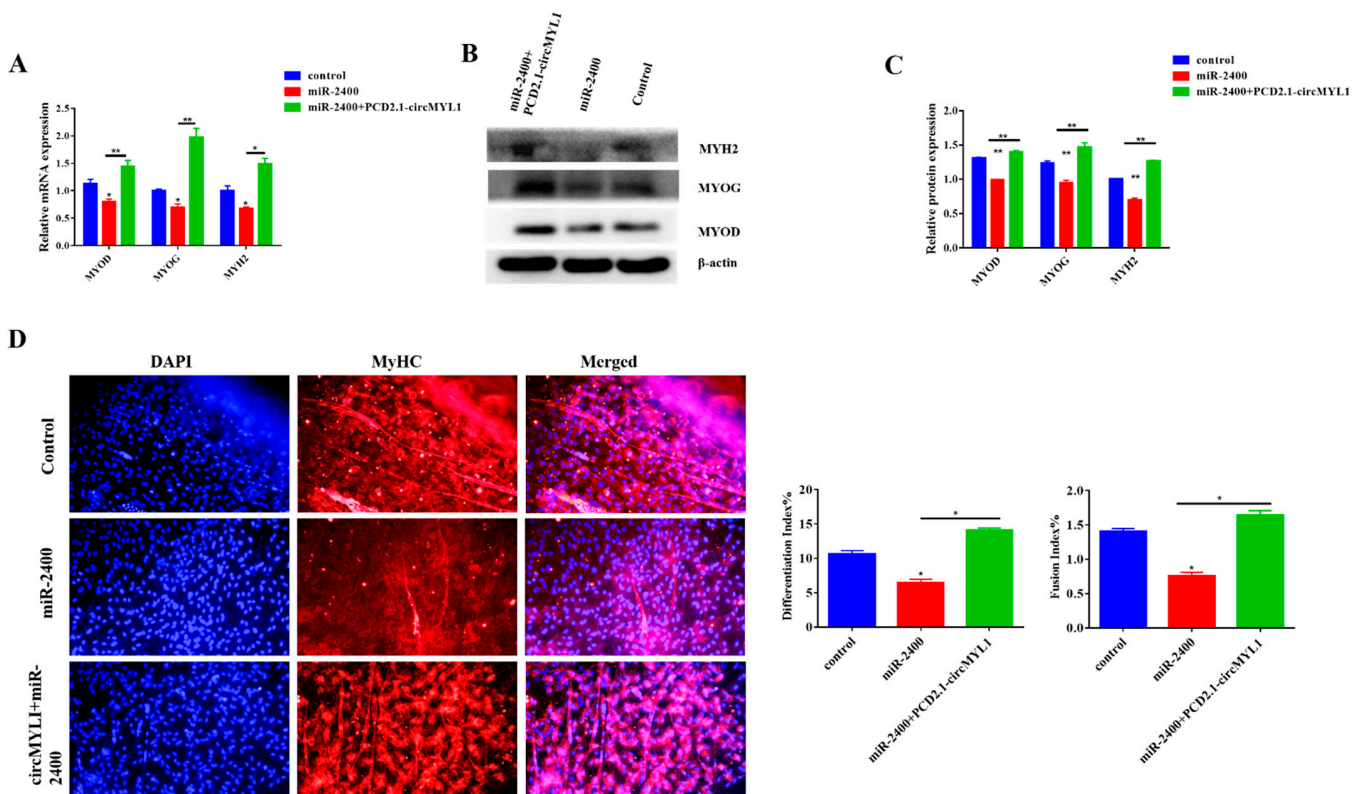 A
control
miR-2400
miR-2400+PCD2.1-circMYL1
Relative mRNA expression
2.5
2.0
1.5
1.0
0.5
0.0
**
**
*
*
*
*
MYOD
MYOG
MYH2
B
miR-2400+
PCD2.1-circMYL1
miR-2400
Control
MYH2
MYOG
MYOD
β-actin
C
control
miR-2400
miR-2400+PCD2.1-circMYL1
Relative protein expression
2.0
1.5
1.0
0.5
0.0
**
**
**
**
**
**
MYOD
MYOG
MYH2
D
DAPI
MyHC
Merged
Control
miR-2400
circMYLI+miR-
2400
Differentiation Index%
20
15
10
5
0
*
*
control
miR-2400
miR-2400+PCD2.1-circMYL1
Fusion Index%
2.0
1.5
1.0
0.5
0.0
*
*
control
miR-2400
miR-2400+PCD2.1-circMYL1